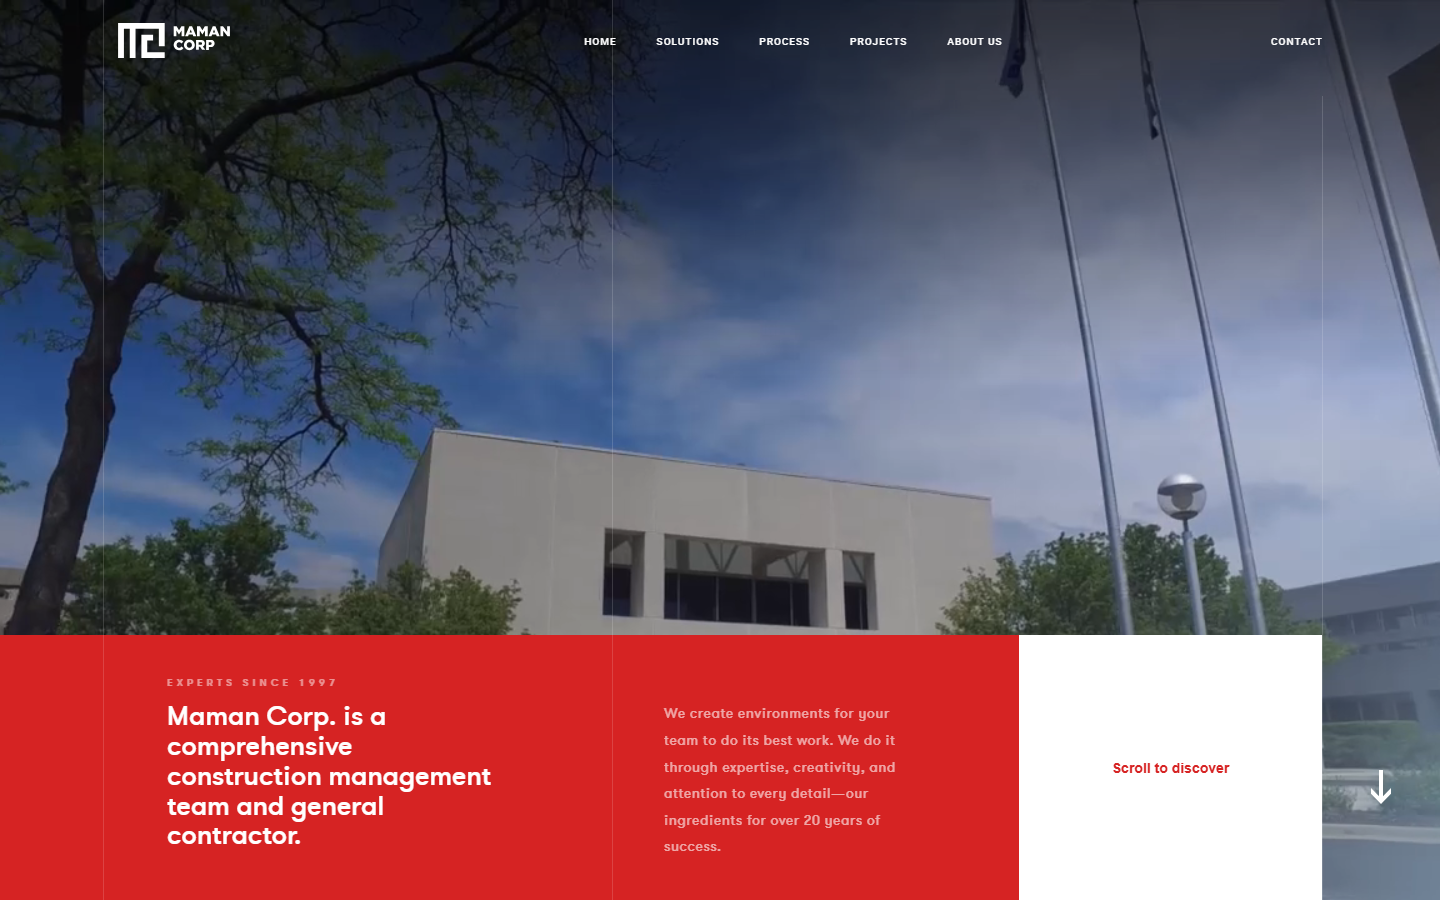 MAMAN
CORP
HOME
SOLUTIONS
PROCESS
PROJECTS
ABOUT US
CONTACT
EXPERTS SINCE 1997
Maman Corp. is a
comprehensive
construction management
team and general
contractor.
We create environments for your
team to do its best work. We do it
through expertise, creativity, and
attention to every detail—our
ingredients for over 20 years of
success.
Scroll to discover